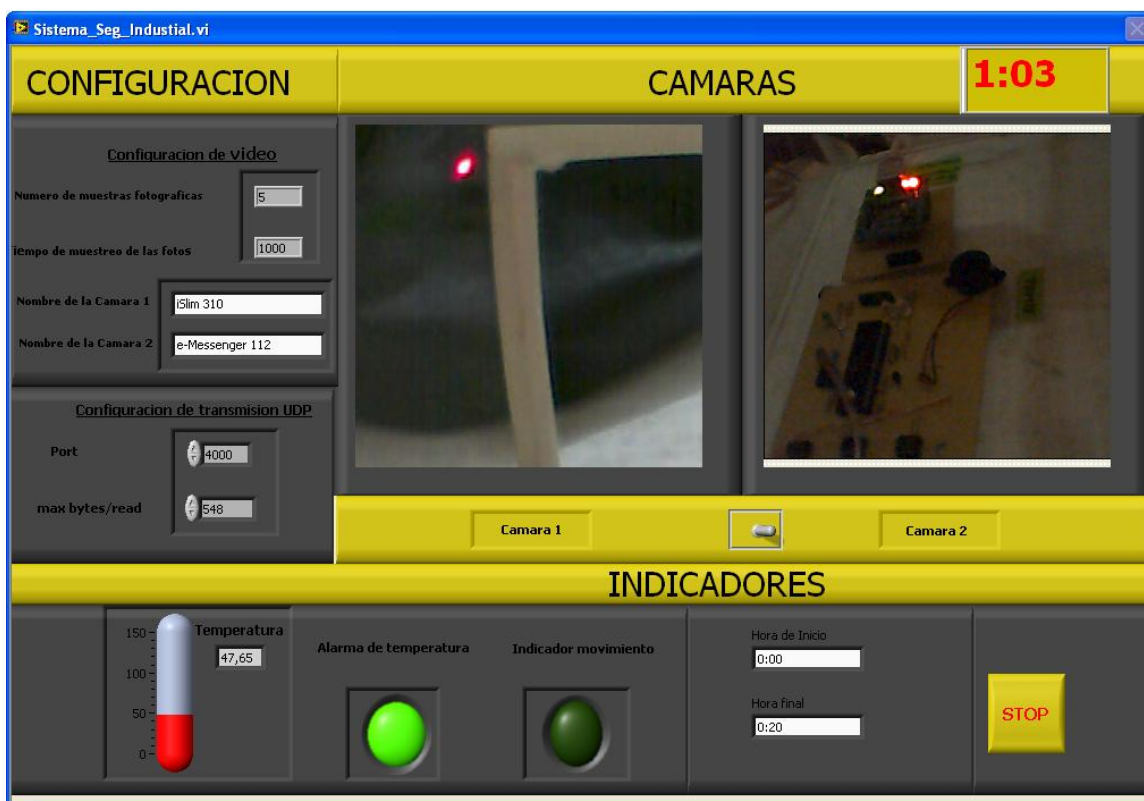 Sistema_Seg_Industial.vi
CONFIGURACION
CAMARAS
1:03
Configuracion de video
Numero de muestras fotograficas
5
Tiempo de muestreo de las fotos
1000
Nombre de la Camara 1
iSlim 310
Nombre de la Camara 2
e-Messenger 112
Configuracion de transmision UDP
Port
4000
max bytes/read
548
Camara 1
Camara 2
INDICADORES
150
100
50
0
Temperatura
47,65
Alarma de temperatura
Indicador movimiento
Hora de Inicio
0:00
Hora final
0:20
STOP